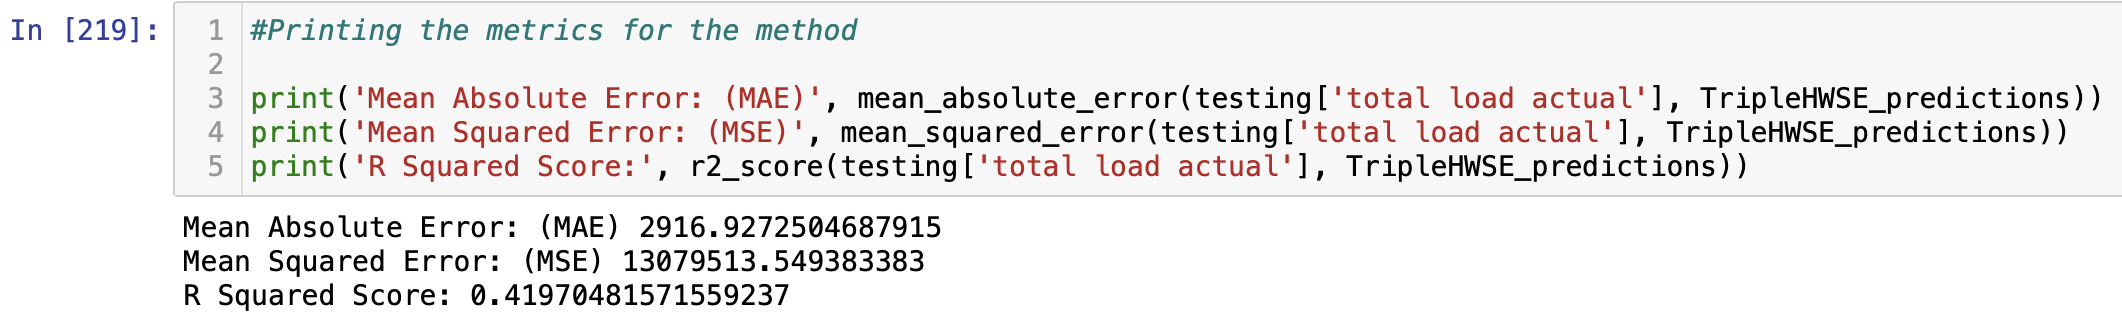 In [219]:
1 #Printing the metrics for the method
2
3 print('Mean Absolute Error: (MAE)', mean_absolute_error(testing['total load actual'], TripleHWSE_predictions))
4 print('Mean Squared Error: (MSE)', mean_squared_error(testing['total load actual'], TripleHWSE_predictions))
5 print('R Squared Score:', r2_score(testing['total load actual'], TripleHWSE_predictions))
Mean Absolute Error: (MAE) 2916.9272504687915
Mean Squared Error: (MSE) 13079513.549383383
R Squared Score: 0.41970481571559237